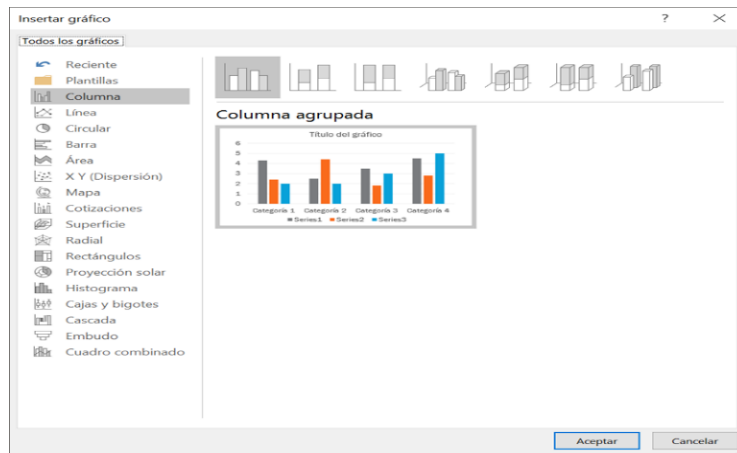 Insertar gráfico
Todos los gráficos
Reciente
Plantillas
Columna
Línea
Circular
Barra
Área
X Y (Dispersión)
Mapa
Cotizaciones
Superficie
Radial
Rectángulos
Proyección solar
Histograma
Cajas y bigotes
Cascada
Embudo
Cuadro combinado
Columna agrupada
Título del gráfico
6
5
4
3
2
1
0
Categoría 1 Categoría 2 Categoría 3 Categoría 4
Series1 Series2 Series3
Aceptar Cancelar